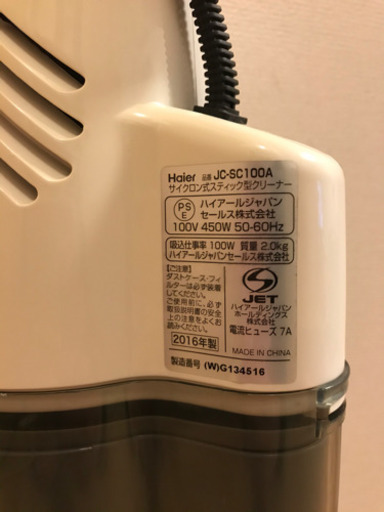 Haier 品番 JC-SC100A
サイクロン式スティック型クリーナー
PS
E
ハイアールジャパン
セールス株式会社
100V 450W 50-60Hz
吸込仕事率 100W 質量 2.0kg
ハイアールジャパンセールス株式会社
【ご注意】
ダストケース・フィ
ルターは必ず装着
してください。
ご使用前に、必ず
取扱説明書の安全
上の注意をよくお
読みください。
JET
ハイアールジャパン
ホールディングス
株式会社
電流ヒューズ 7A
2016年製
MADE IN CHINA
製造番号 (W)G134516